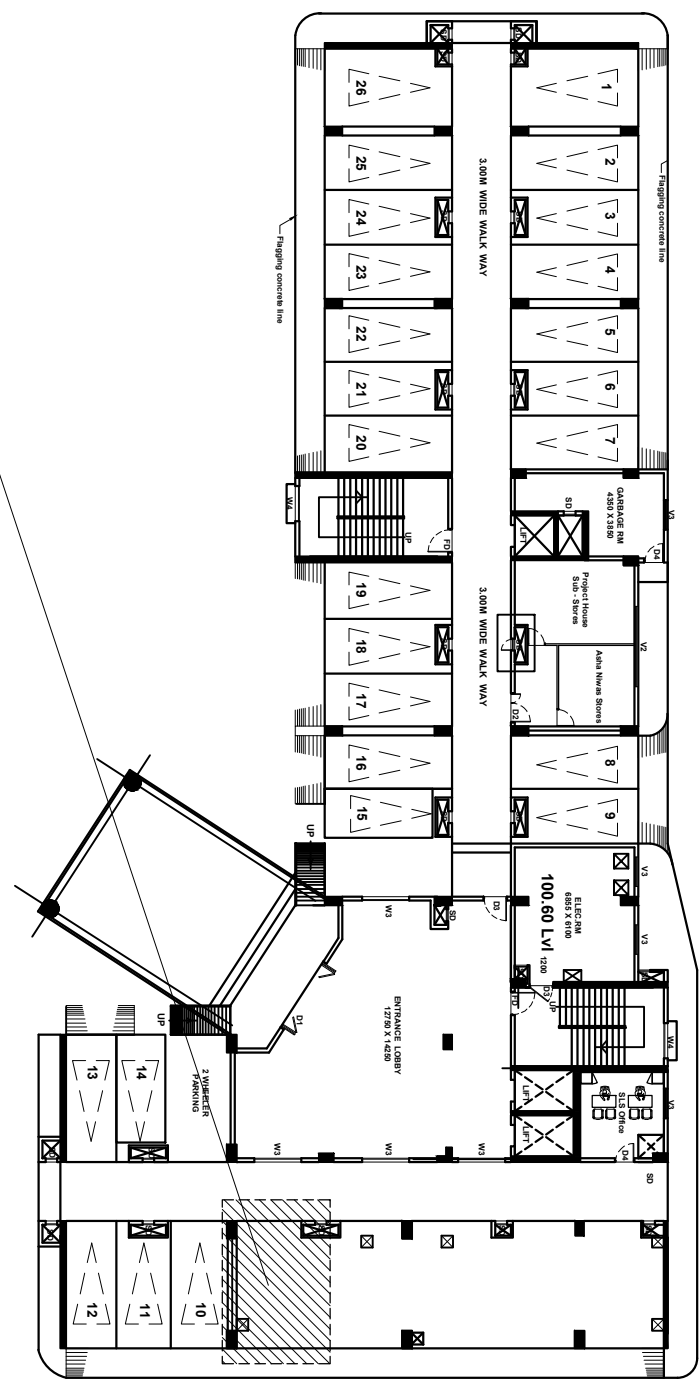 26
1
25
2
24
3
23
4
22
5
21
6
20
7
3.00M WIDE WALK WAY
Flagging concrete line
Flagging concrete line
W4
UP
FD
SD
LIFT
GARBAGE RM
4350 X 3850
V3
D4
19
18
17
16
15
3.00M WIDE WALK WAY
Project House
Sub - Stores
Asha Niwas Stores
V2
D2
8
9
UP
W3
SD
D3
ELEC.RM
6855 X 6100
100.60 Lvl
1200
V3
V3
D3
FD
UP
W4
ENTRANCE LOBBY
12750 X 14250
D1
UP
LIFT
LIFT
SLS Office
V3
D4
SD
2 WHEELER
PARKING
W3
W3
W3
13
14
12
11
10